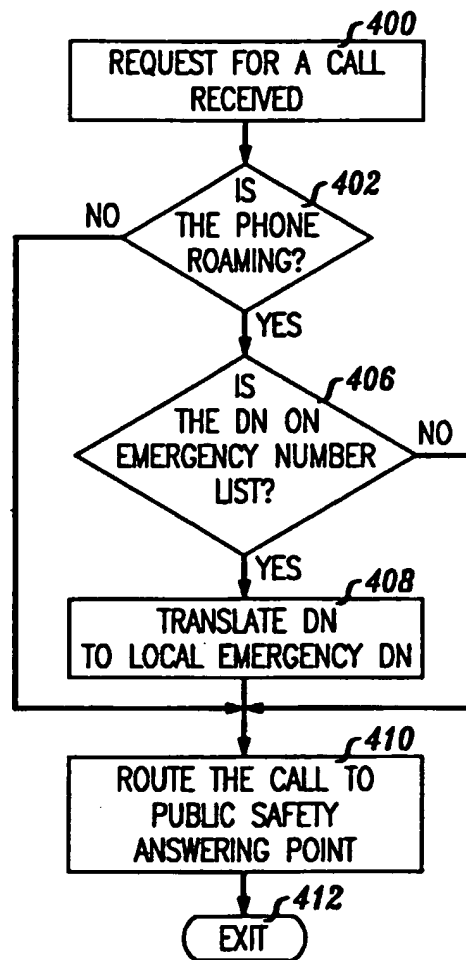 400
REQUEST FOR A CALL
RECEIVED
402
IS
THE PHONE
ROAMING?
NO
YES
406
IS
THE DN ON
EMERGENCY NUMBER
LIST?
NO
YES
408
TRANSLATE DN
TO LOCAL EMERGENCY DN
410
ROUTE THE CALL TO
PUBLIC SAFETY
ANSWERING POINT
412
EXIT